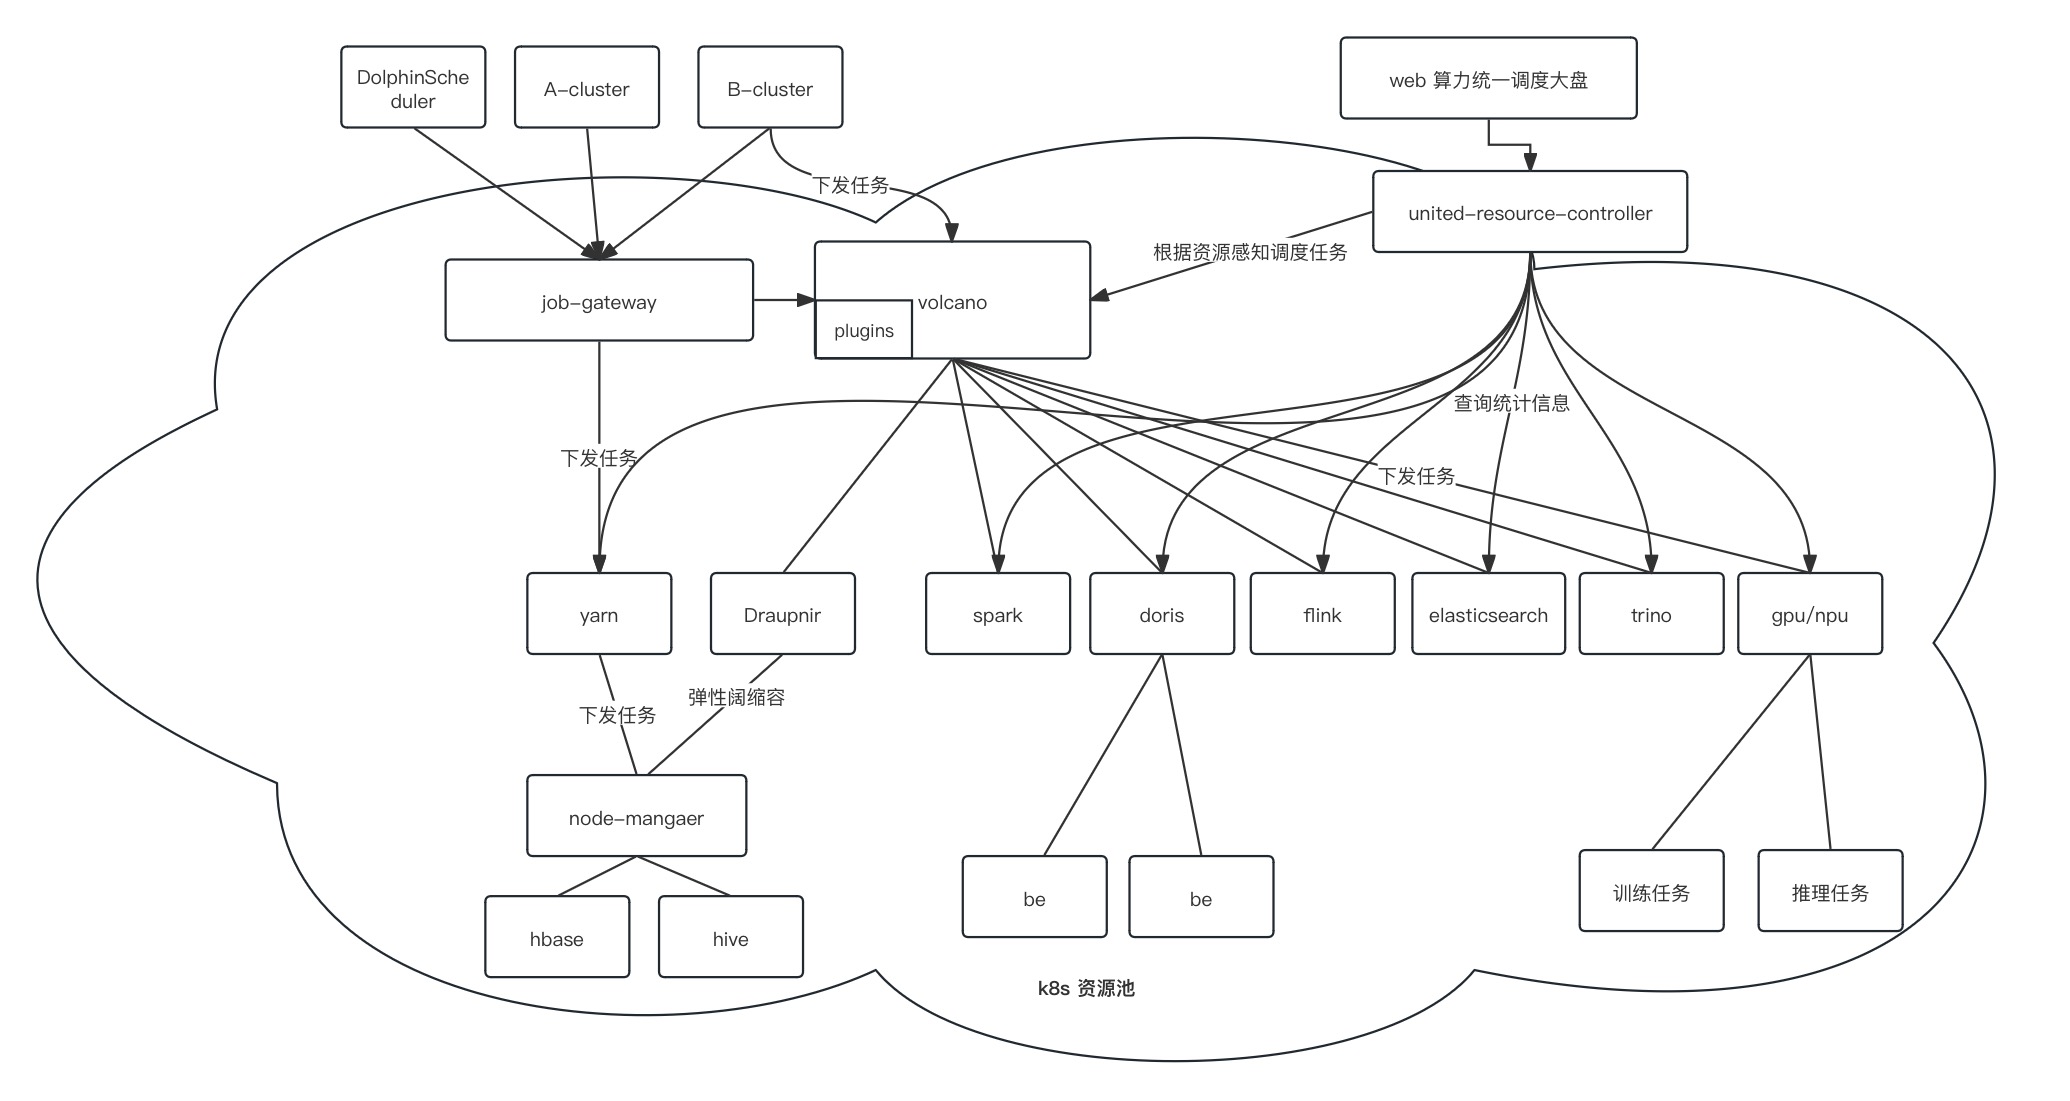 DolphinSche
duler
A-cluster
B-cluster
web 算力统一调度大盘
下发任务
united-resource-controller
根据资源感知调度任务
job-gateway
volcano
plugins
查询统计信息
下发任务
下发任务
yarn
Draupnir
spark
doris
flink
elasticsearch
trino
gpu/npu
弹性阔缩容
下发任务
node-mangaer
be
be
训练任务
推理任务
hbase
hive
k8s 资源池